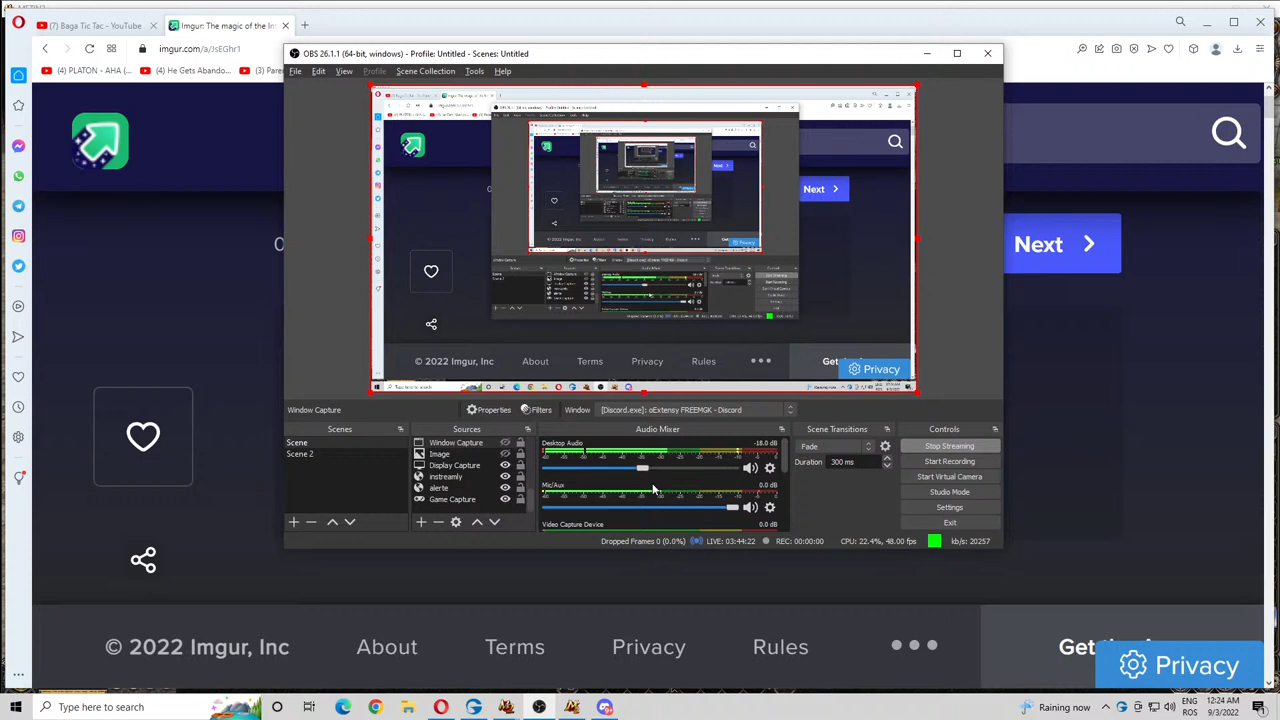 (7) Baga Tic Tac – YouTube
Imgur: The magic of the Int
imgur.com/a/JsEGhr1
(4) PLATON - AHA (
(4) He Gets Abando
OBS 26.1.1 (64-bit, windows) - Profile: Untitled - Scenes: Untitled
File
Edit
View
Profile
Scene Collection
Tools
Help
Next
© 2022 Imgur, Inc
About
Terms
Privacy
Rules
•••
Privacy
Next
Window Capture
Properties
Filters
Window
[Discord.exe]: oExtensy FREEMGK - Discord
Scenes
Scene
Scene 2
Sources
Window Capture
Image
Display Capture
instreamly
alerte
Game Capture
Audio Mixer
Desktop Audio
-18.0 dB
Mic/Aux
0.0 dB
Video Capture Device
0.0 dB
Scene Transitions
Fade
Duration
300 ms
Controls
Stop Streaming
Start Recording
Start Virtual Camera
Studio Mode
Settings
Exit
Dropped Frames 0 (0.0%)
LIVE: 03:44:22
REC: 00:00:00
CPU: 22.4%, 48.00 fps
kb/s: 20257
© 2022 Imgur, Inc
About
Terms
Privacy
Rules
•••
Privacy
Type here to search
Raining now
12:24 AM
ROS
9/3/2022